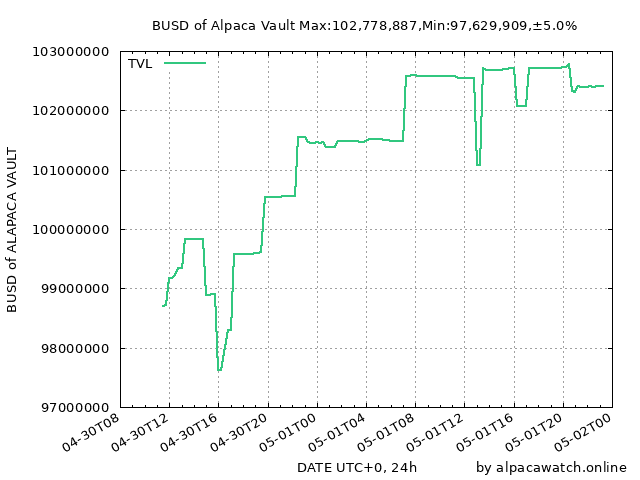 BUSD of Alpaca Vault Max:102,778,887,Min:97,629,909,±5.0%
TVL
103000000
102000000
101000000
100000000
99000000
98000000
97000000
BUSD of ALAPACA VAULT
04-30T08
04-30T12
04-30T16
04-30T20
05-01T00
05-01T04
05-01T08
05-01T12
05-01T16
05-01T20
05-02T00
DATE UTC+0, 24h
by alpacawatch.online